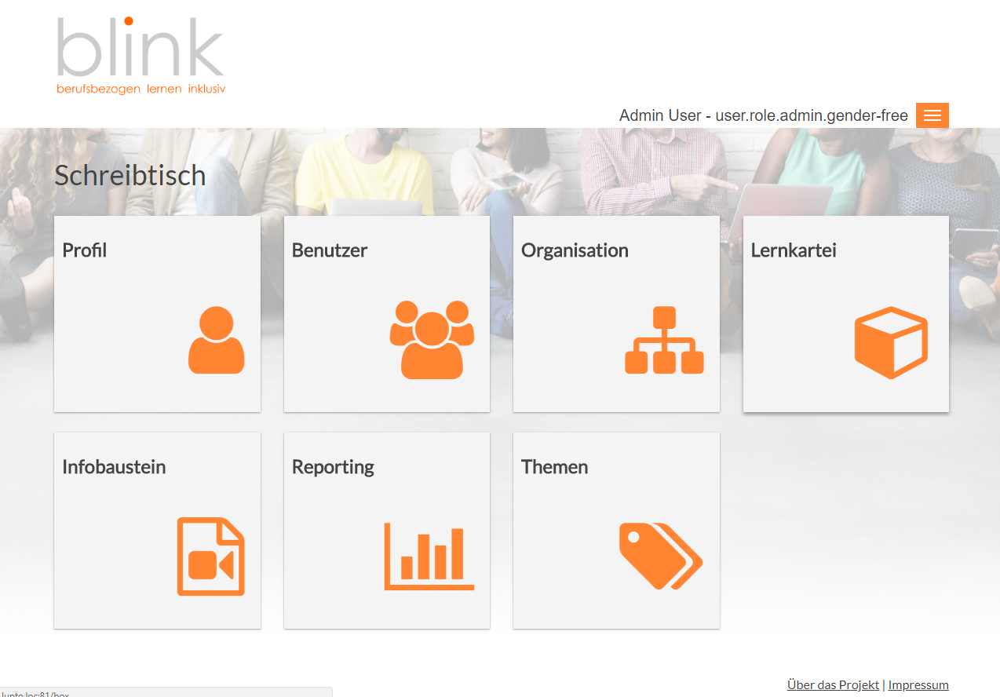 blink
berufsbezogen lernen inklusiv
Admin User - user.role.admin.gender-free
Schreibtisch
Profil
Benutzer
Organisation
Lernkartei
Infobaustein
Reporting
Themen
Über das Projekt | Impressum